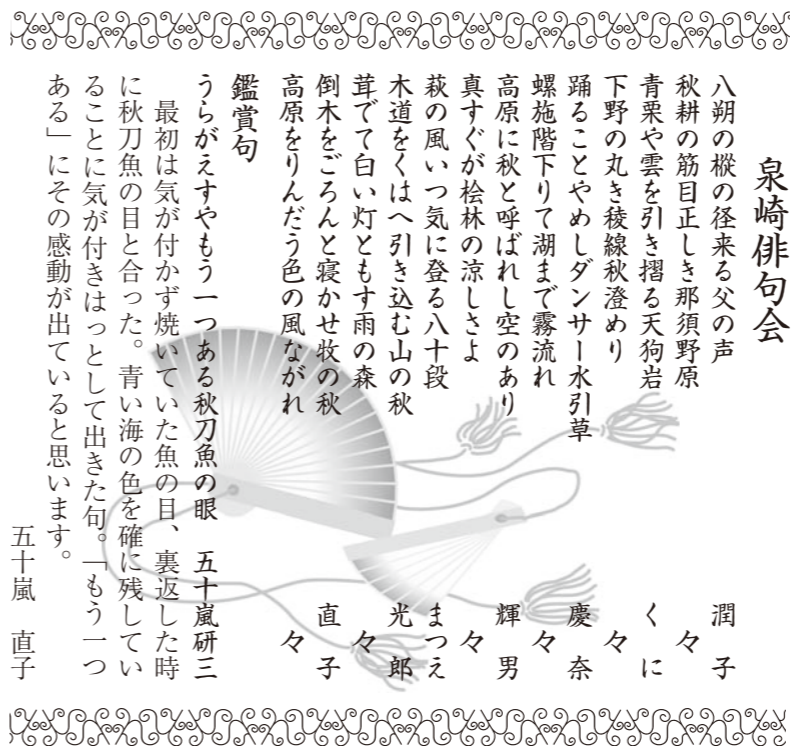 泉崎俳句会
八朔の樅の径来る父の声　潤子
秋耕の筋目正しき那須野原　々
青栗や雲を引き摺る天狗岩　くに
下野の丸き稜線秋澄めり　々
踊ることやめしダンサー水引草　慶奈
螺施階下りて湖まで霧流れ　々
高原に秋と呼ばれし空のあり　輝男
真すぐが桧林の涼しさよ　々
萩の風いつ気に登る八十段　まつえ
木道をくはへ引き込む山の秋　光郎
茸でて白い灯ともす雨の森　々
倒木をごろんと寝かせ牧の秋　直子
高原をりんだう色の風ながれ　々
鑑賞句
うらがえすやもう一つある秋刀魚の眼　五十嵐研三
最初は気が付かず焼いていた魚の目、裏返した時
に秋刀魚の目と合った。青い海の色を確に残してい
ることに気が付きはっとして出きた句。「もう一つ
ある」にその感動が出ていると思います。
五十嵐　直子